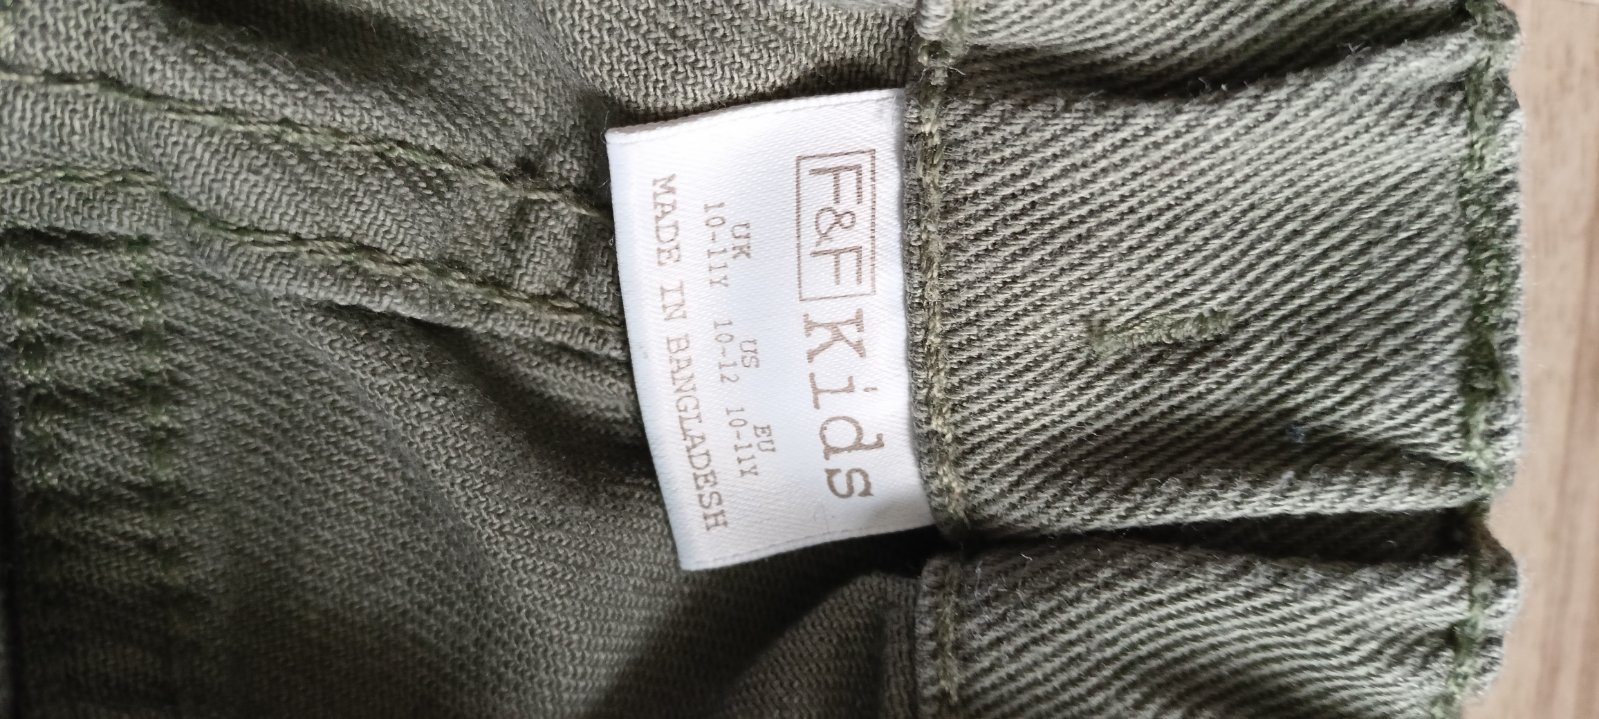 F&F Kids
UK US EU
10-11Y 10-12 10-11Y
MADE IN BANGLADESH